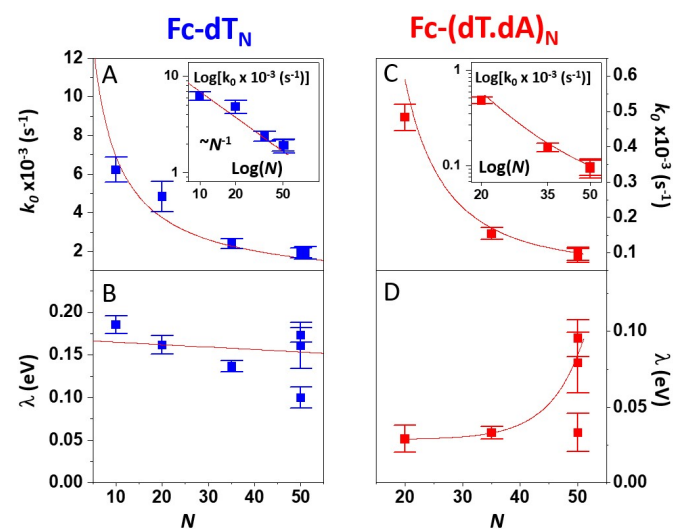 Fc-dT_N
Fc-(dT.dA)_N
A
12
10
8
6
4
2
k₀ x10⁻³ (s⁻¹)
10
1
Log[k₀ x 10⁻³ (s⁻¹)]
~N⁻¹
Log(N)
10 20 50
C
1
0.1
Log[k₀ x 10⁻³ (s⁻¹)]
Log(N)
20 35 50
0.6
0.5
0.4
0.3
0.2
0.1
k₀ x10⁻³ (s⁻¹)
B
0.20
0.15
0.10
0.05
0.00
λ (eV)
10 20 30 40 50
N
D
0.10
0.05
0.00
λ (eV)
20 30 40 50
N